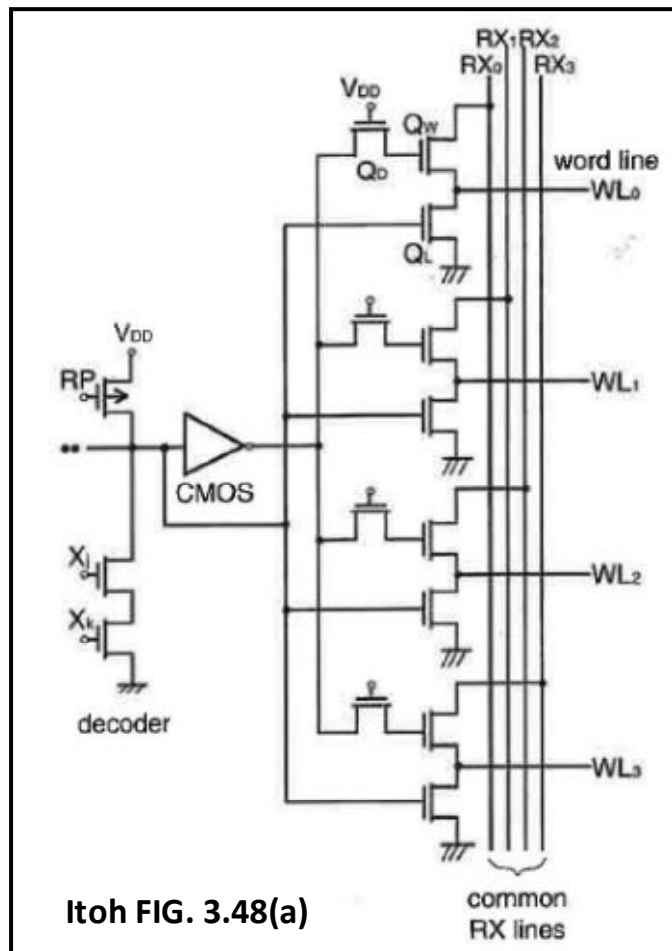 RX₁RX₂
RX₀ RX₃
VDD
QW
QD
word line
WL₀
QL
VDD
RP
WL₁
CMOS
Xj
WL₂
Xk
decoder
WL₃
Itoh FIG. 3.48(a)
common
RX lines